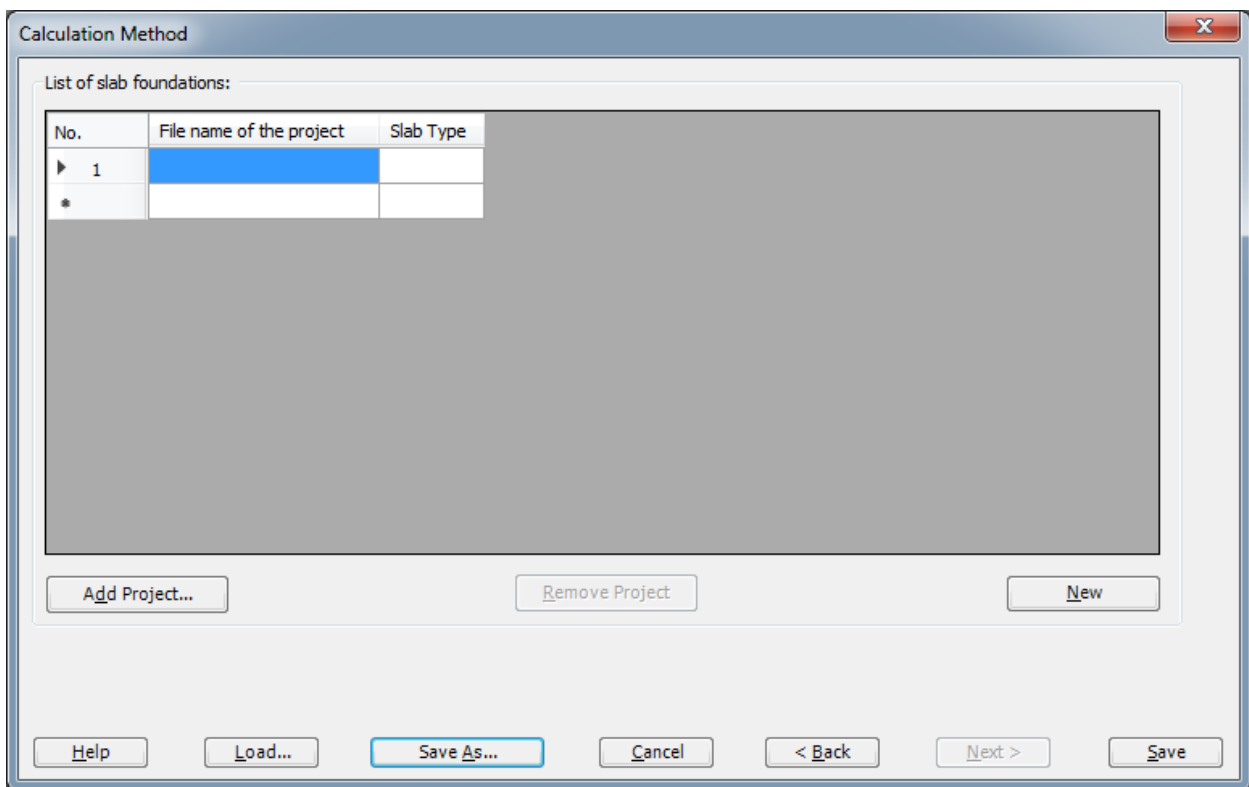 Calculation Method
List of slab foundations:
No. File name of the project Slab Type
1
*
Add Project... Remove Project New
Help Load... Save As... Cancel < Back Next > Save